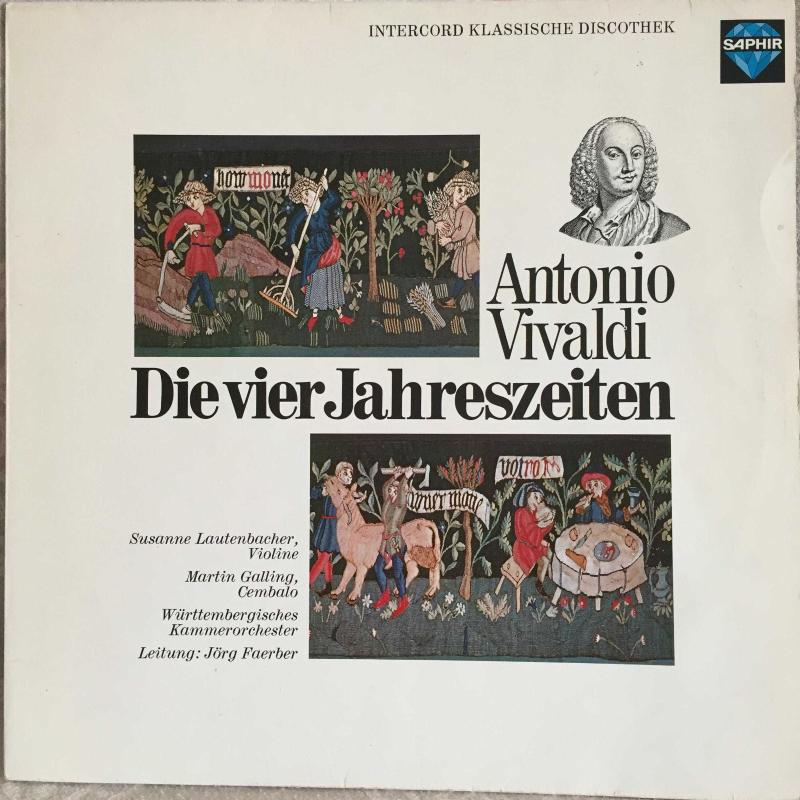 INTERCORD KLASSISCHE DISCOTHEK
SAPHIR
Antonio
Vivaldi
Die vier Jahreszeiten
Susanne Lautenbacher,
Violine
Martin Galling,
Cembalo
Württembergisches
Kammerorchester
Leitung: Jörg Faerber